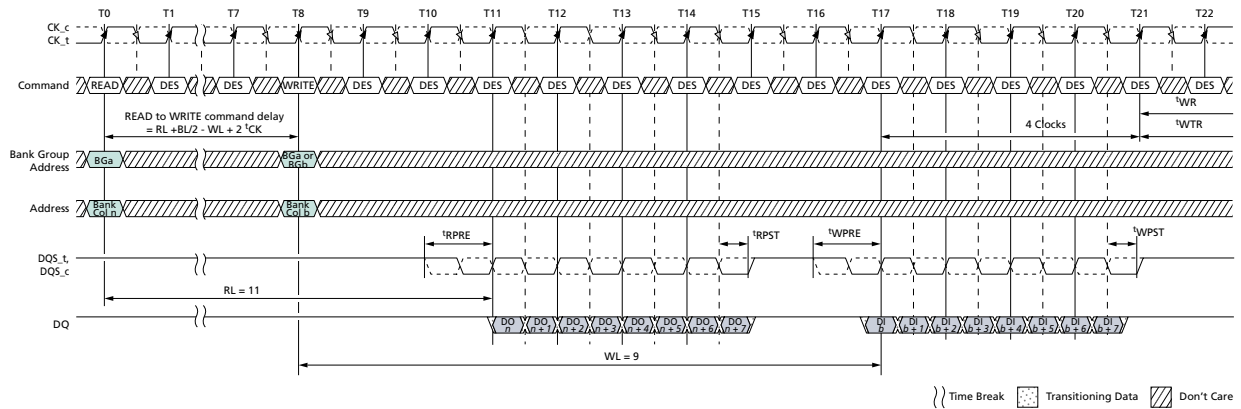 T0 T1 T7 T8 T9 T10 T11 T12 T13 T14 T15 T16 T17 T18 T19 T20 T21 T22
CK_c
CK_t
Command READ DES DES WRITE DES DES DES DES DES DES DES DES DES DES DES DES DES DES
READ to WRITE command delay
= RL +BL/2 - WL + 2 tCK
tWR
4 Clocks
tWTR
Bank Group
Address
BGa
BGa or
BGb
Address
Bank
Col n
Bank
Col b
tRPRE tRPST tWPRE tWPST
DQS_t,
DQS_c
RL = 11
DQ
DO
n
DO
n + 1
DO
n + 2
DO
n + 3
DO
n + 4
DO
n + 5
DO
n + 6
DO
n + 7
DI
b
DI
b + 1
DI
b + 2
DI
b + 3
DI
b + 4
DI
b + 5
DI
b + 6
DI
b + 7
WL = 9
Time Break Transitioning Data Don't Care